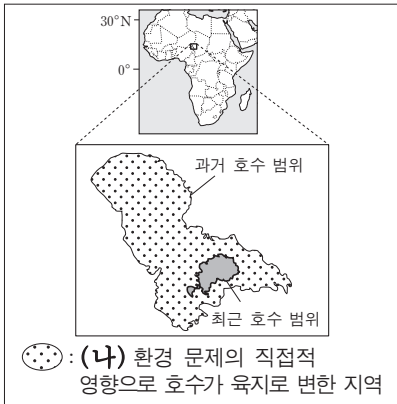 30°N
0°
과거 호수 범위
최근 호수 범위
: (나) 환경 문제의 직접적
영향으로 호수가 육지로 변한 지역